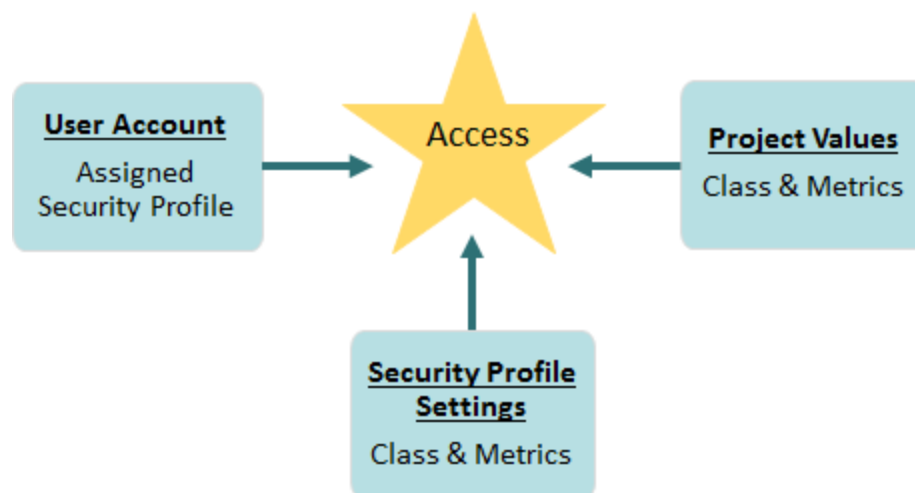 User Account
Assigned
Security Profile
Access
Project Values
Class & Metrics
Security Profile
Settings
Class & Metrics